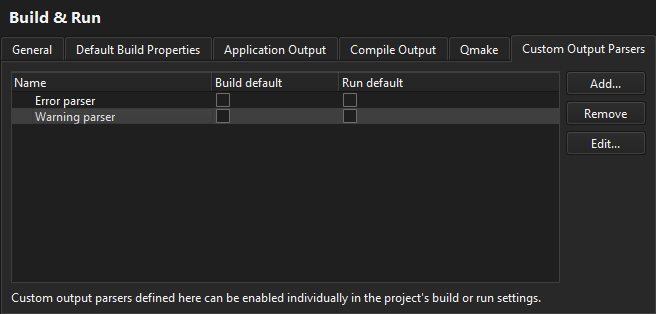 Build & Run
General Default Build Properties Application Output Compile Output Qmake Custom Output Parsers
Name Build default Run default Add...
Error parser
Warning parser Remove
Edit...
Custom output parsers defined here can be enabled individually in the project's build or run settings.